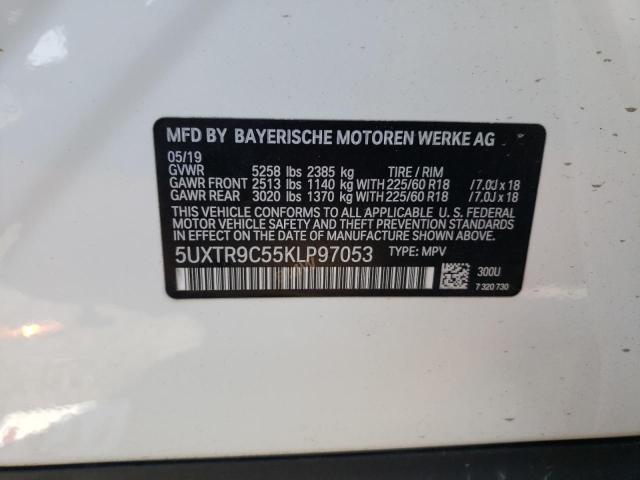 MFD BY BAYERISCHE MOTOREN WERKE AG
05/19
GVWR 5258 lbs 2385 kg TIRE / RIM
GAWR FRONT 2513 lbs 1140 kg WITH 225/60 R18 /7.0J x 18
GAWR REAR 3020 lbs 1370 kg WITH 225/60 R18 /7.0J x 18
THIS VEHICLE CONFORMS TO ALL APPLICABLE U. S. FEDERAL
MOTOR VEHICLE SAFETY, BUMPER, AND THEFT PREVENTION
STANDARDS IN EFFECT ON THE DATE OF MANUFACTURE SHOWN ABOVE.
5UXTR9C55KLP97053 TYPE: MPV
300U
7 320 730